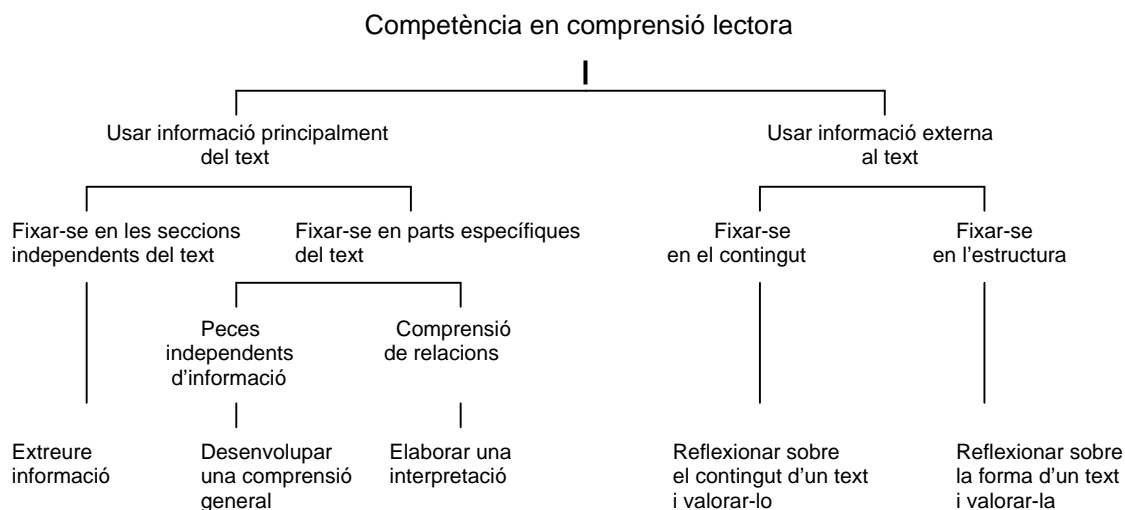 Competència en comprensió lectora
Usar informació principalment
del text
Usar informació externa
al text
Fixar-se en les seccions
independents del text
Fixar-se en parts específiques
del text
Fixar-se
en el contingut
Fixar-se
en l’estructura
Peces
independents
d’informació
Comprensió
de relacions
Extreure
informació
Desenvolupar
una comprensió
general
Elaborar una
interpretació
Reflexionar sobre
el contingut d’un text
i valorar-lo
Reflexionar sobre
la forma d’un text
i valorar-la